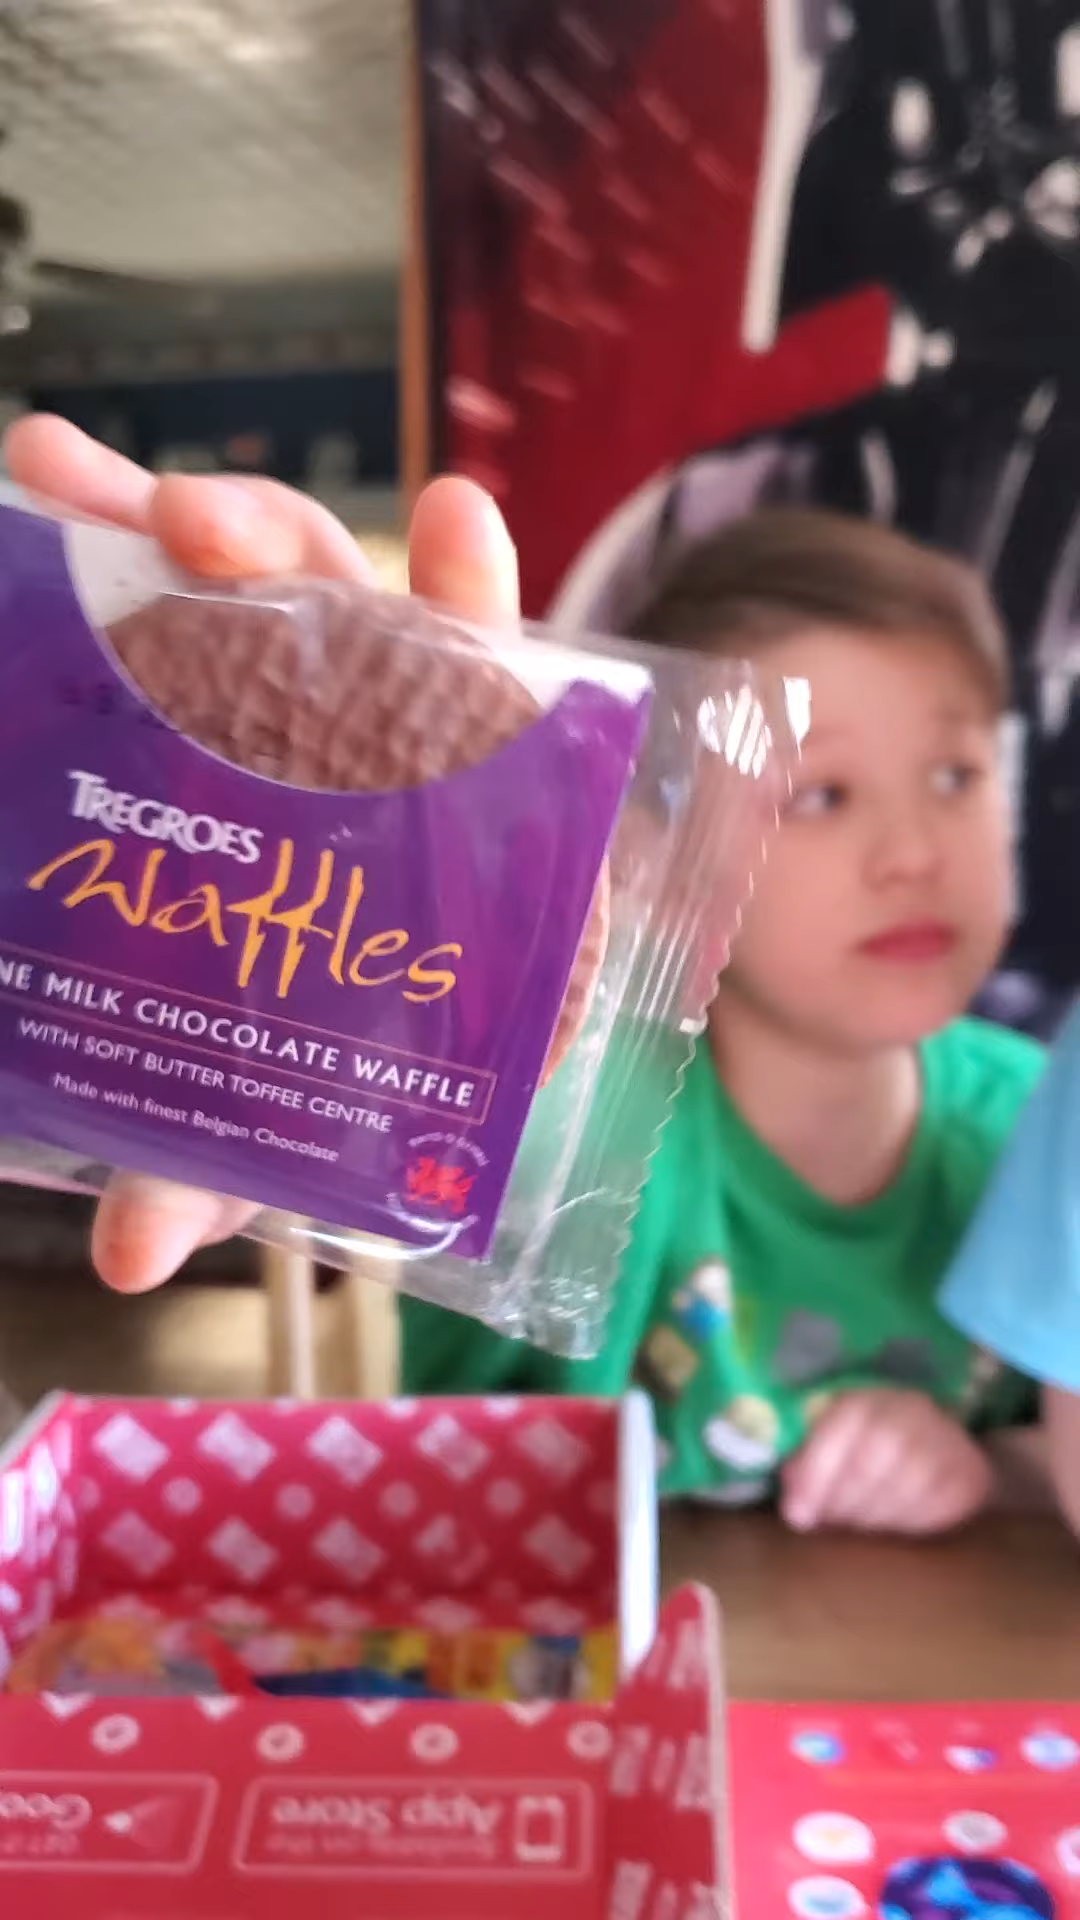 TREGROES
Waffles
NE MILK CHOCOLATE WAFFLE
WITH SOFT BUTTER TOFFEE CENTRE
Made with finest Belgian Chocolate
App Store